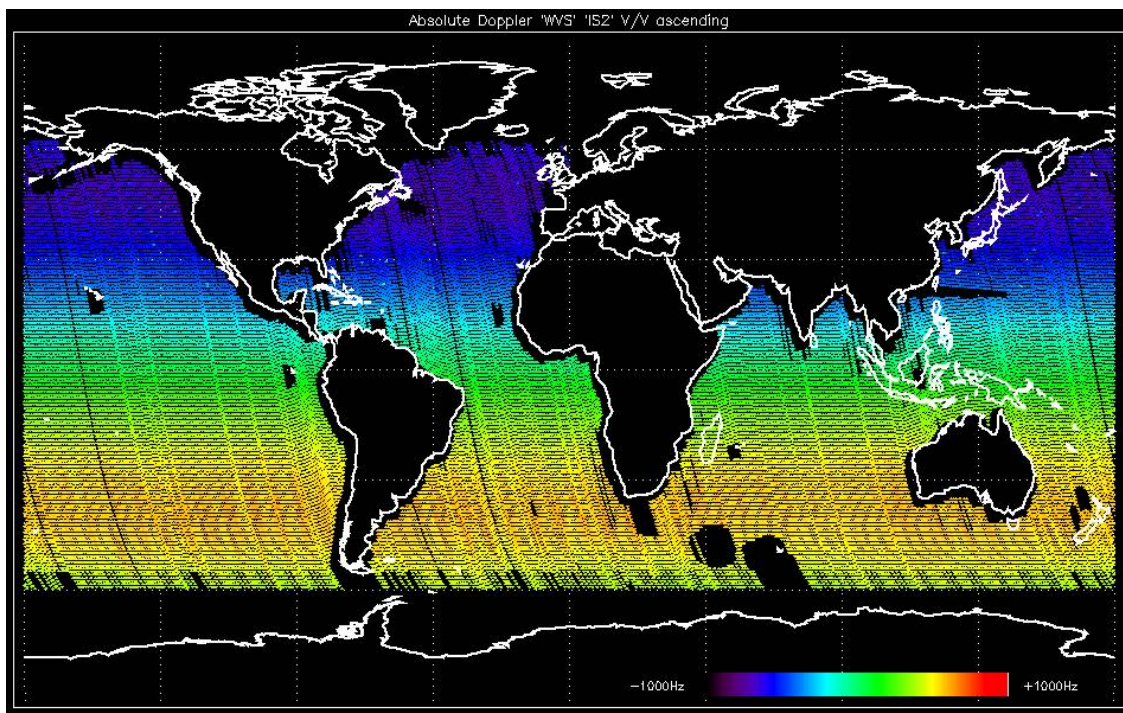 Absolute Doppler 'WVS' 'IS2' V/V ascending
-1000Hz +1000Hz